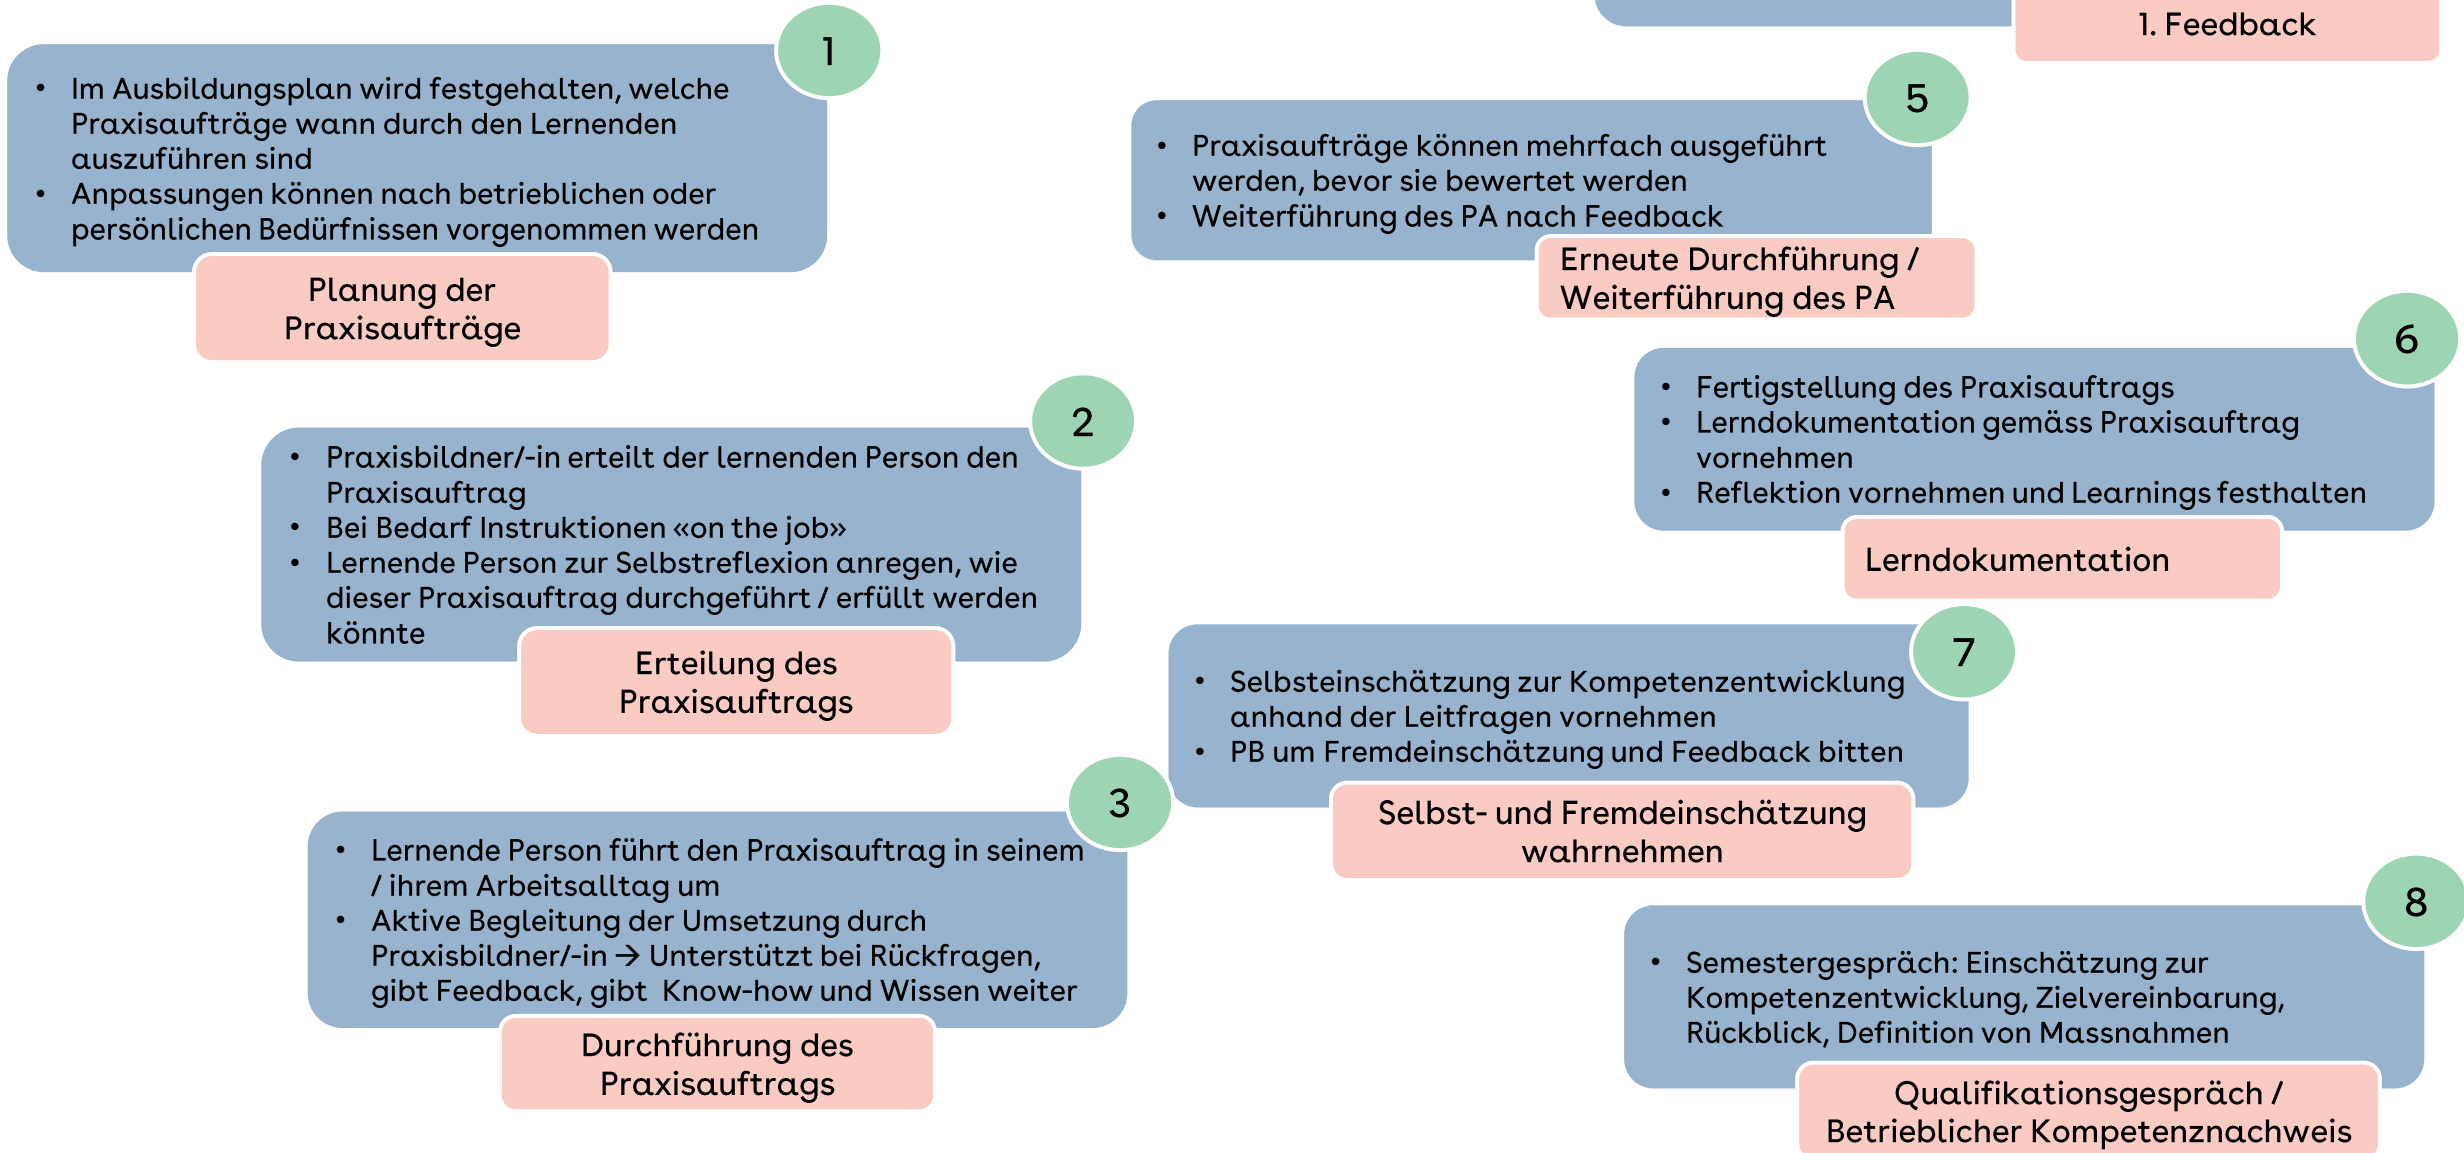 1
• Im Ausbildungsplan wird festgehalten, welche
Praxisaufträge wann durch den Lernenden
auszuführen sind
• Anpassungen können nach betrieblichen oder
persönlichen Bedürfnissen vorgenommen werden
Planung der
Praxisaufträge
2
• Praxisbildner/-in erteilt der lernenden Person den
Praxisauftrag
• Bei Bedarf Instruktionen «on the job»
• Lernende Person zur Selbstreflexion anregen, wie
dieser Praxisauftrag durchgeführt / erfüllt werden
könnte
Erteilung des
Praxisauftrags
3
• Lernende Person führt den Praxisauftrag in seinem
/ ihrem Arbeitsalltag um
• Aktive Begleitung der Umsetzung durch
Praxisbildner/-in → Unterstützt bei Rückfragen,
gibt Feedback, gibt  Know-how und Wissen weiter
Durchführung des
Praxisauftrags
1. Feedback
5
• Praxisaufträge können mehrfach ausgeführt
werden, bevor sie bewertet werden
• Weiterführung des PA nach Feedback
Erneute Durchführung /
Weiterführung des PA
6
• Fertigstellung des Praxisauftrags
• Lerndokumentation gemäss Praxisauftrag
vornehmen
• Reflektion vornehmen und Learnings festhalten
Lerndokumentation
7
• Selbsteinschätzung zur Kompetenzentwicklung
anhand der Leitfragen vornehmen
• PB um Fremdeinschätzung und Feedback bitten
Selbst- und Fremdeinschätzung
wahrnehmen
8
• Semestergespräch: Einschätzung zur
Kompetenzentwicklung, Zielvereinbarung,
Rückblick, Definition von Massnahmen
Qualifikationsgespräch /
Betrieblicher Kompetenznachweis